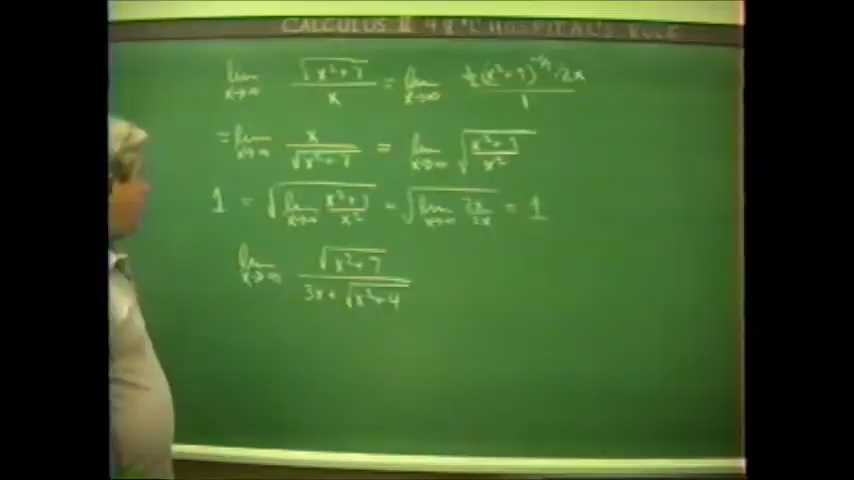 CALCULUS II 48 L'HOSPITAL'S RULE
lim x→∞ √(x²+7) / x = lim x→∞ ½(x²+7)^(-½)·2x / 1
= lim x→∞ x / √(x²+7) = lim x→∞ √((x²+7)/x²)
1 = √(lim x→∞ (x²+7)/x²) = √(lim x→∞ 2x/2x) = 1
lim x→∞ √(x²+7) / (3x+√(x²+4))